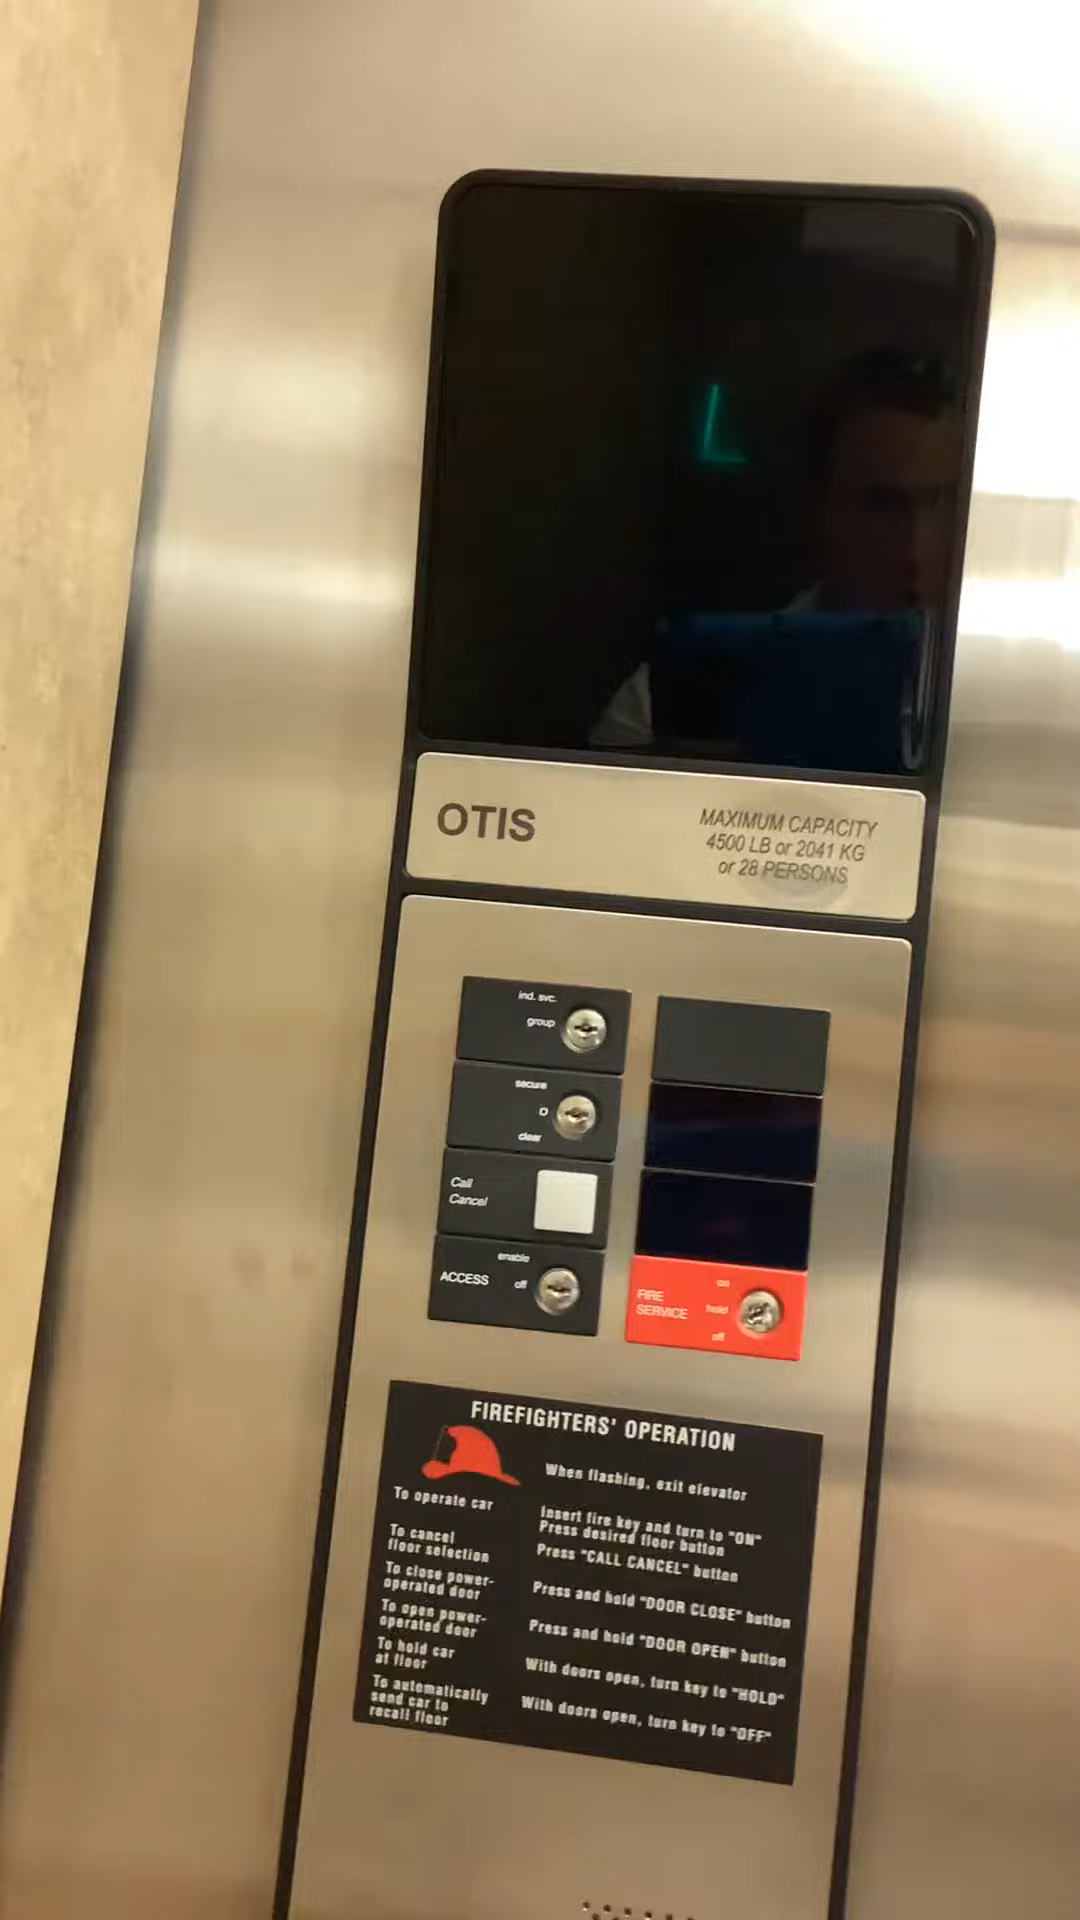 L
OTIS
MAXIMUM CAPACITY
4500 LB or 2041 KG
or 28 PERSONS
ind. svc.
group
secure
O
clear
Call
Cancel
enable
ACCESS off
on
FIRE
SERVICE
hold
off
FIREFIGHTERS' OPERATION
When flashing, exit elevator
To operate car
Insert fire key and turn to "ON"
Press desired floor button
To cancel
floor selection
Press "CALL CANCEL" button
To close power-
operated door
Press and hold "DOOR CLOSE" button
To open power-
operated door
Press and hold "DOOR OPEN" button
To hold car
at floor
With doors open, turn key to "HOLD"
To automatically
send car to
recall floor
With doors open, turn key to "OFF"